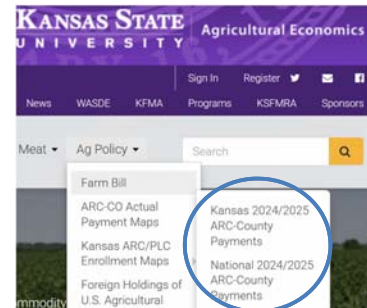 KANSAS STATE
UNIVERSITY
Agricultural Economics
Sign In Register
News WASDE KFMA Programs KSFMRA Sponsors
Meat Ag Policy Search
Farm Bill
ARC-CO Actual
Payment Maps
Kansas ARC/PLC
Enrollment Maps
Foreign Holdings of
U.S. Agricultural
Kansas 2024/2025
ARC-County
Payments
National 2024/2025
ARC-County
Payments
mmodity